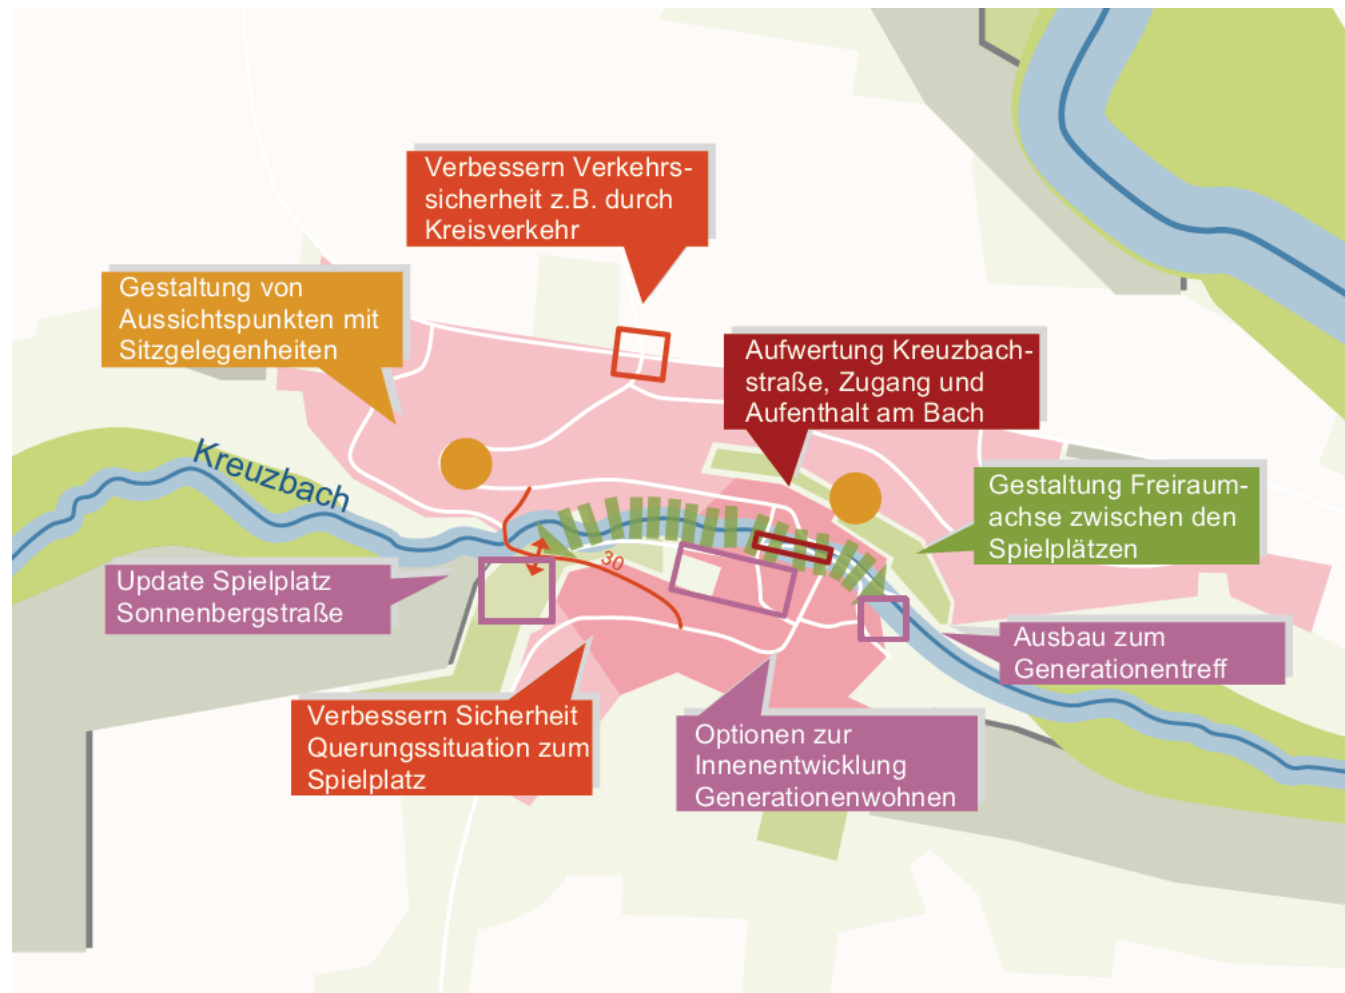 Verbessern Verkehrs-
sicherheit z.B. durch
Kreisverkehr
Gestaltung von
Aussichtspunkten mit
Sitzgelegenheiten
Aufwertung Kreuzbach-
straße, Zugang und
Aufenthalt am Bach
Kreuzbach
Gestaltung Freiraum-
achse zwischen den
Spielplätzen
30
Update Spielplatz
Sonnenbergstraße
Ausbau zum
Generationentreff
Verbessern Sicherheit
Querungssituation zum
Spielplatz
Optionen zur
Innenentwicklung
Generationenwohnen